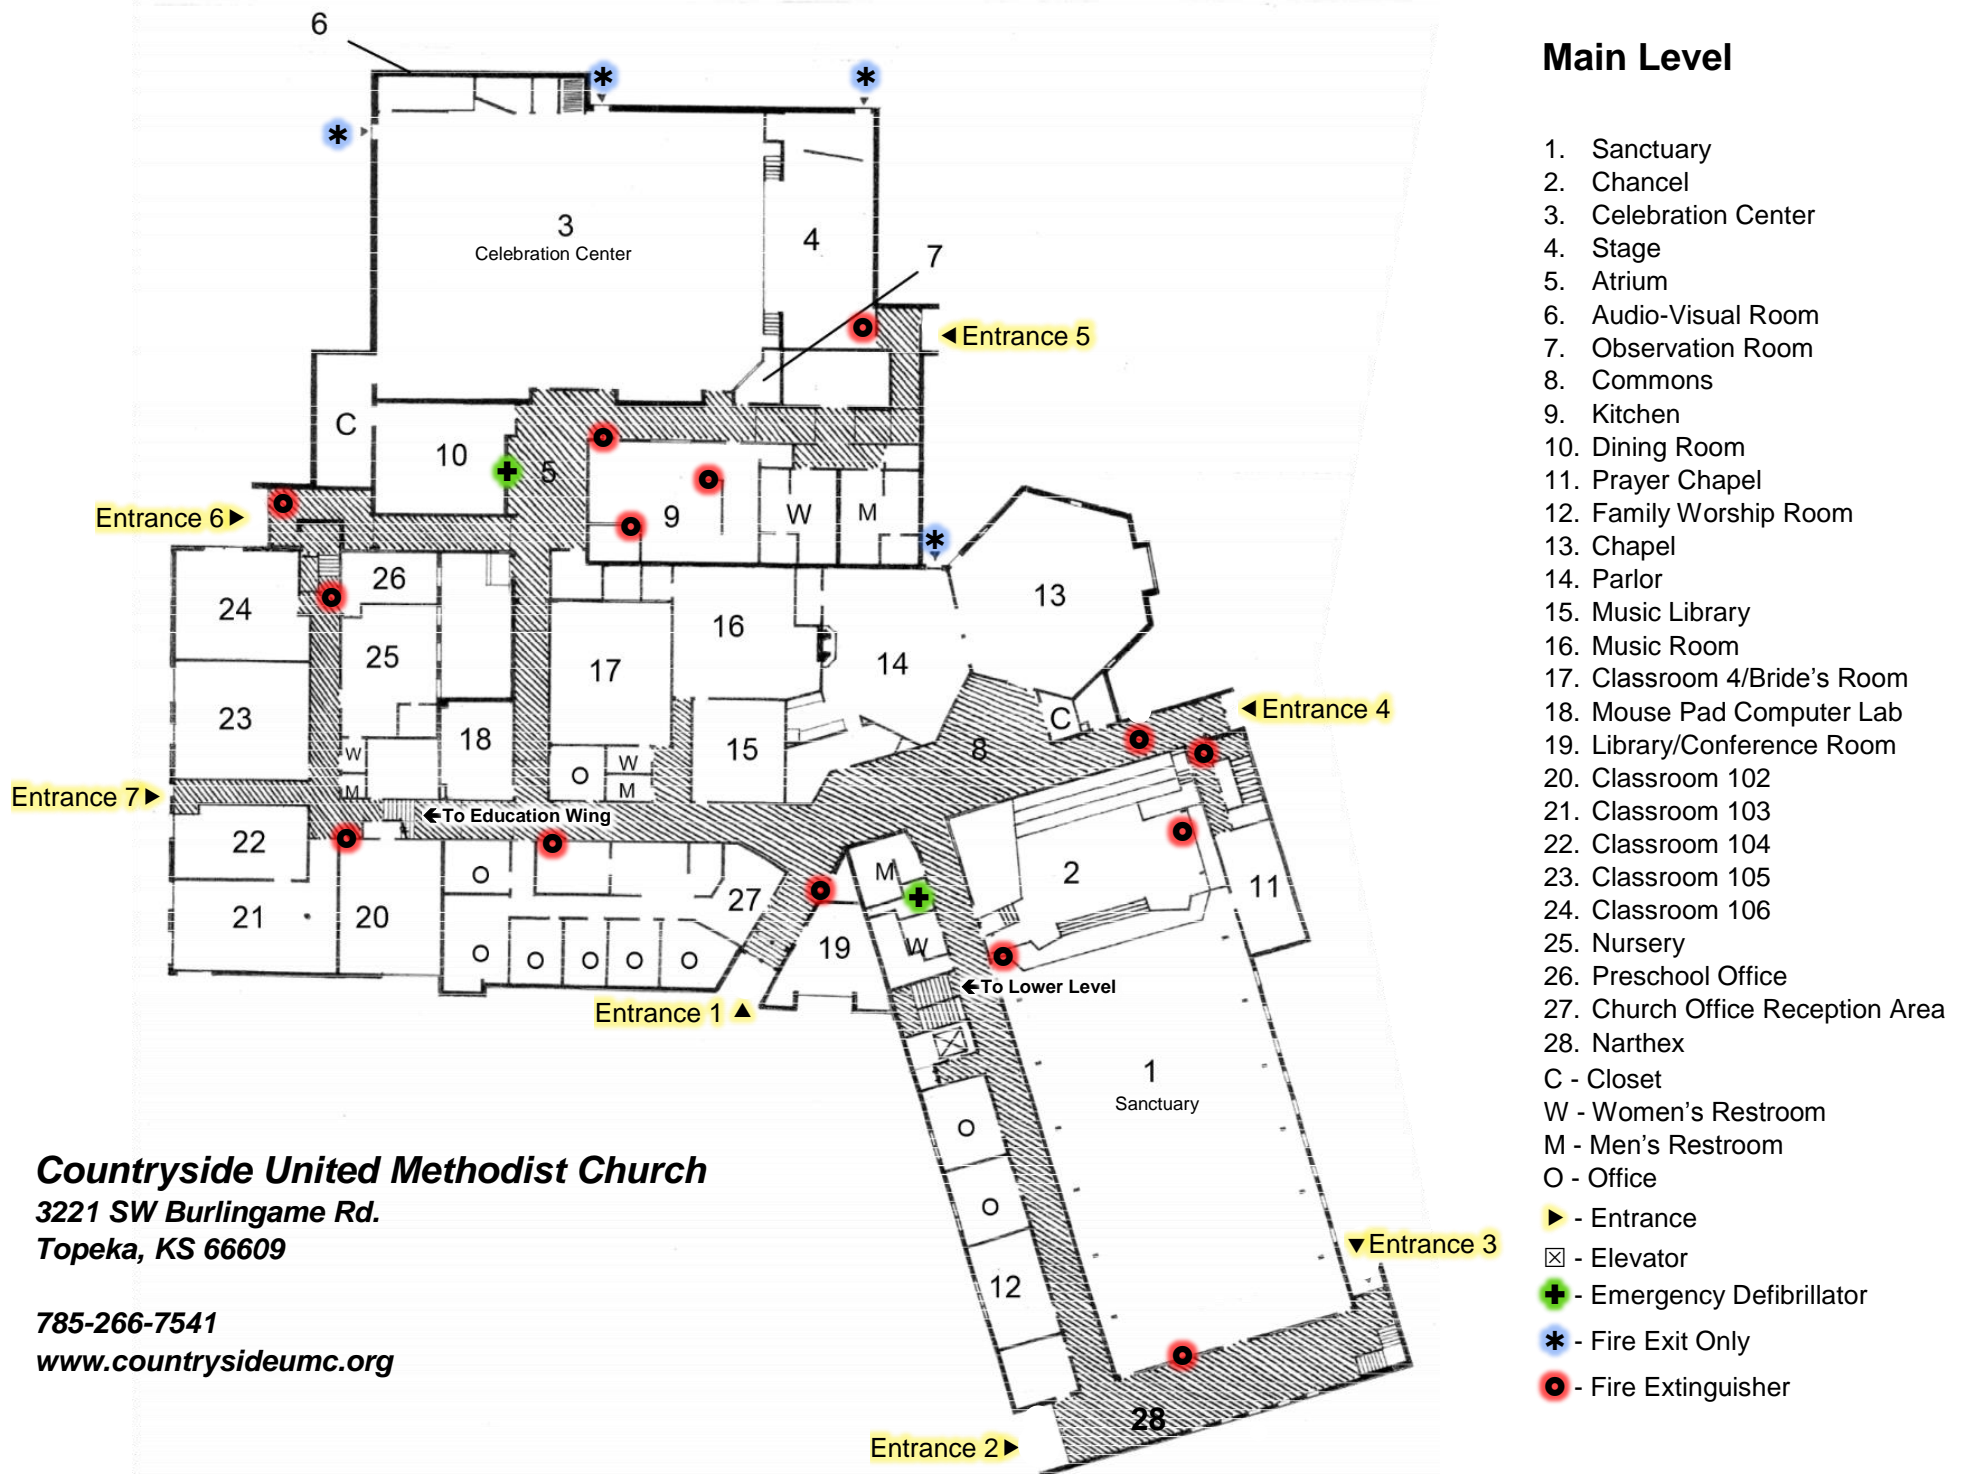 6
3
Celebration Center
4
7
◄Entrance 5
C
10
5
9
W
M
Entrance 6►
26
24
25
23
16
17
13
14
C
◄Entrance 4
18
15
8
W
M
O
W
M
Entrance 7►
←To Education Wing
22
21
20
O
O
O
O
O
O
27
M
W
19
2
11
Entrance 1 ▲
←To Lower Level
1
Sanctuary
O
O
12
▼Entrance 3
28
Entrance 2►
Countryside United Methodist Church
3221 SW Burlingame Rd.
Topeka, KS 66609
785-266-7541
www.countrysideumc.org
Main Level
1. Sanctuary
2. Chancel
3. Celebration Center
4. Stage
5. Atrium
6. Audio-Visual Room
7. Observation Room
8. Commons
9. Kitchen
10. Dining Room
11. Prayer Chapel
12. Family Worship Room
13. Chapel
14. Parlor
15. Music Library
16. Music Room
17. Classroom 4/Bride's Room
18. Mouse Pad Computer Lab
19. Library/Conference Room
20. Classroom 102
21. Classroom 103
22. Classroom 104
23. Classroom 105
24. Classroom 106
25. Nursery
26. Preschool Office
27. Church Office Reception Area
28. Narthex
C - Closet
W - Women's Restroom
M - Men's Restroom
O - Office
► - Entrance
☒ - Elevator
✚ - Emergency Defibrillator
✱ - Fire Exit Only
O - Fire Extinguisher